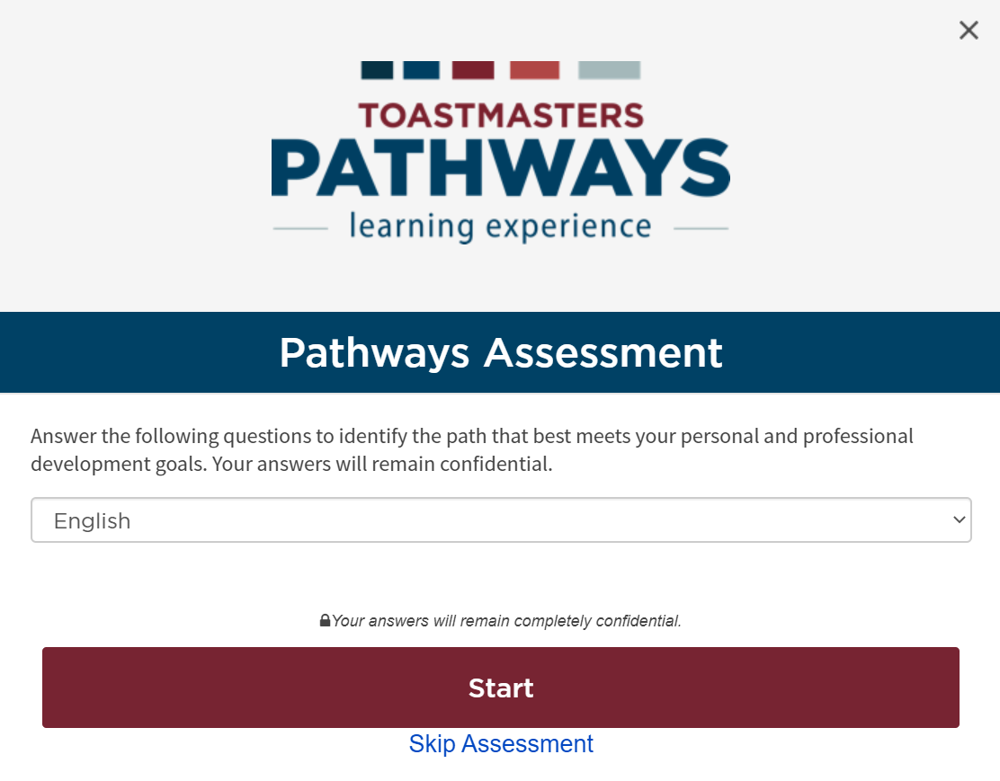 TOASTMASTERS
PATHWAYS
learning experience
Pathways Assessment
Answer the following questions to identify the path that best meets your personal and professional
development goals. Your answers will remain confidential.
English
Your answers will remain completely confidential.
Start
Skip Assessment